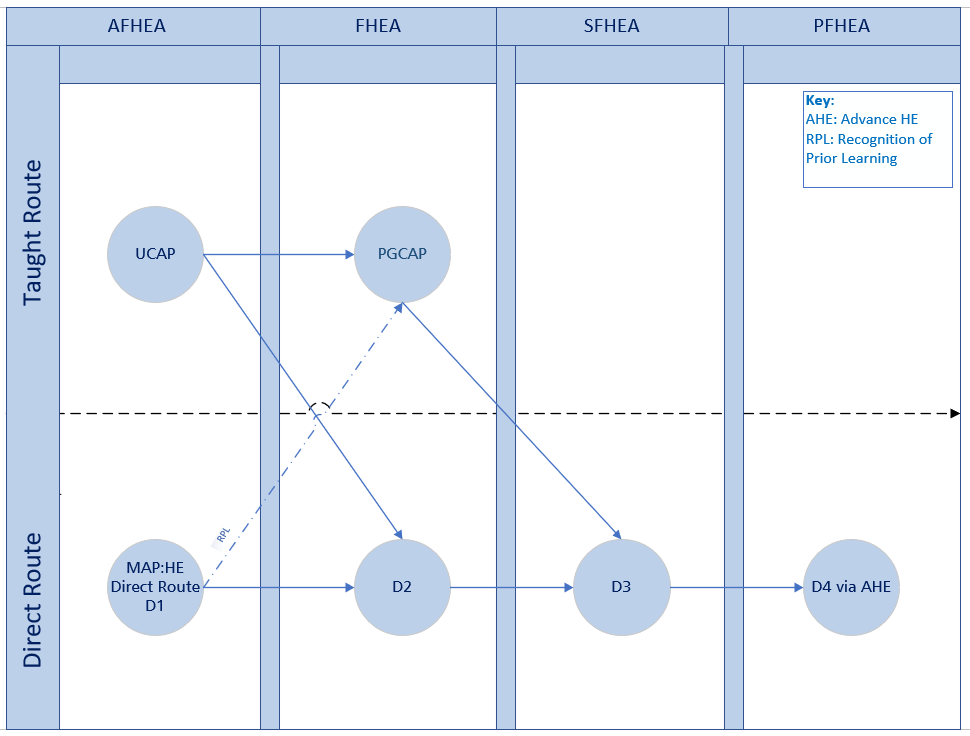 AFHEA
FHEA
SFHEA
PFHEA
Key:
AHE: Advance HE
RPL: Recognition of
Prior Learning
Taught Route
UCAP
PGCAP
RPL
Direct Route
MAP:HE
Direct Route
D1
D2
D3
D4 via AHE